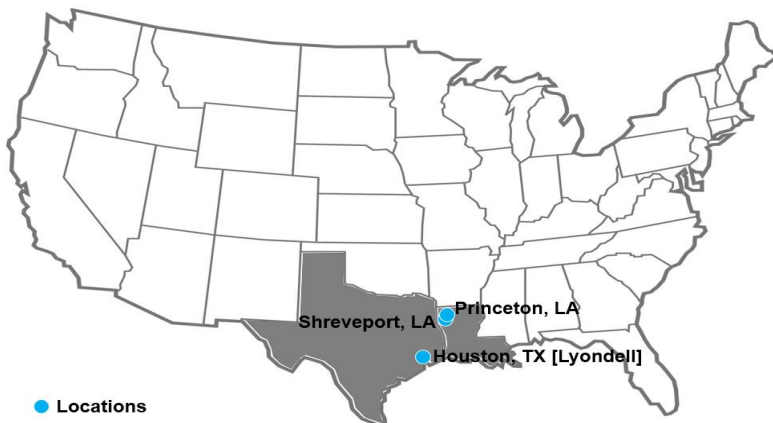 Princeton, LA
Shreveport, LA
Houston, TX [Lyondell]
Locations